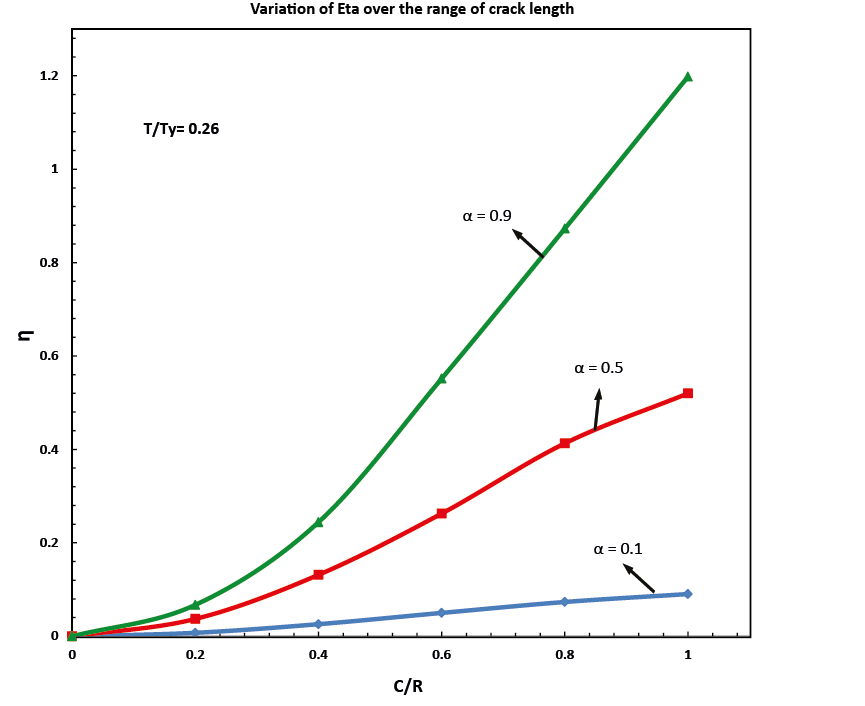 Variation of Eta over the range of crack length
1.2
T/Ty= 0.26
1
α = 0.9
0.8
η
0.6
α = 0.5
0.4
α = 0.1
0.2
0
0 0.2 0.4 0.6 0.8 1
C/R